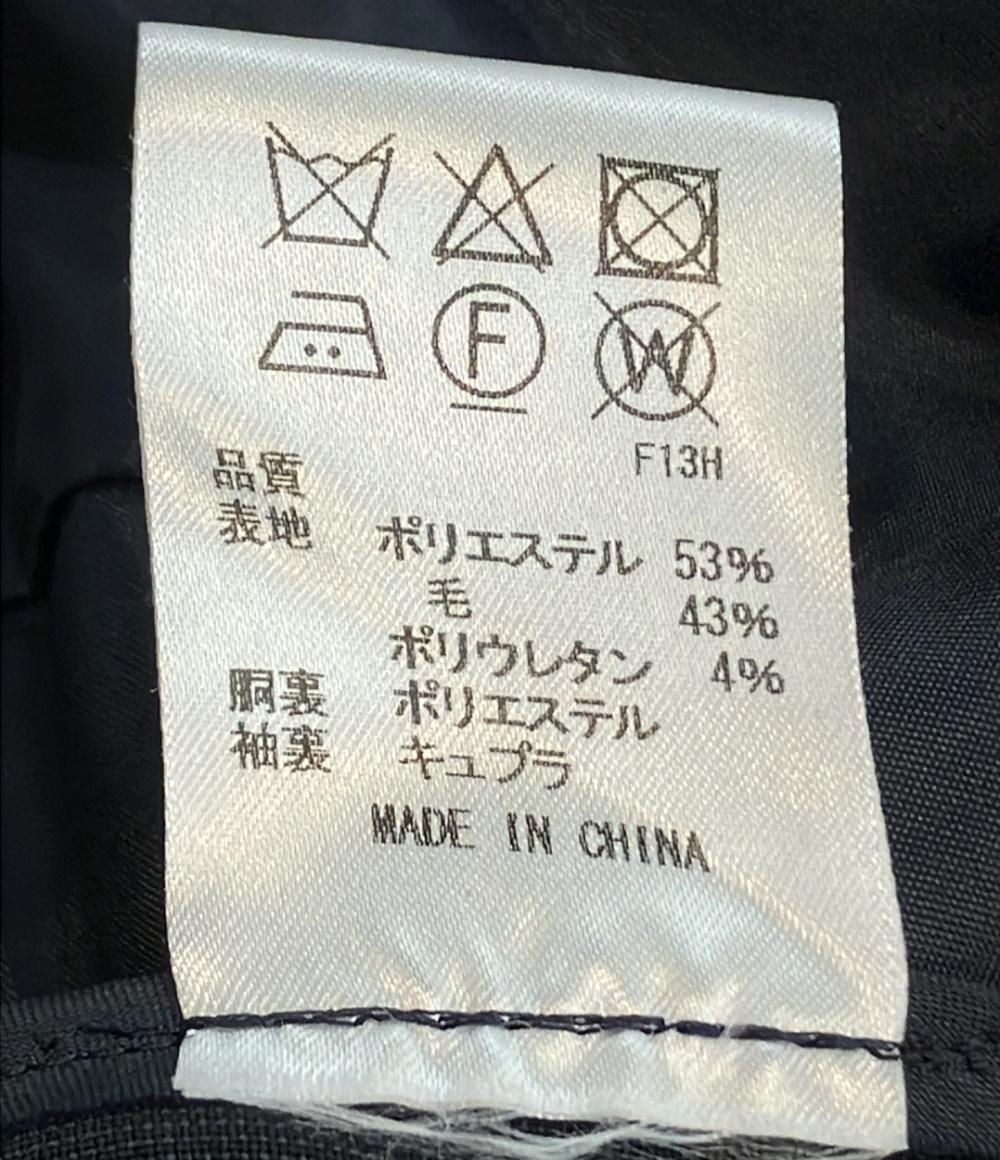 F
W
F13H
品質
表地 ポリエステル 53%
毛 43%
ポリウレタン 4%
胴裏 ポリエステル
袖裏 キュプラ
MADE IN CHINA